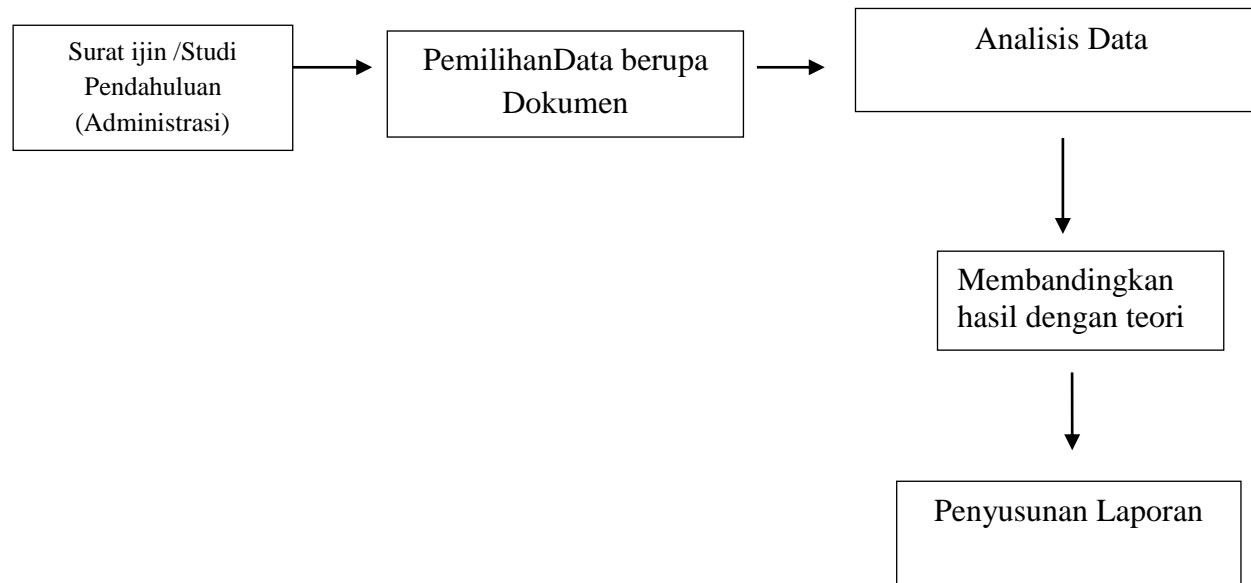 Surat ijin /Studi
Pendahuluan
(Administrasi)
PemilihanData berupa
Dokumen
Analisis Data
Membandingkan
hasil dengan teori
Penyusunan Laporan